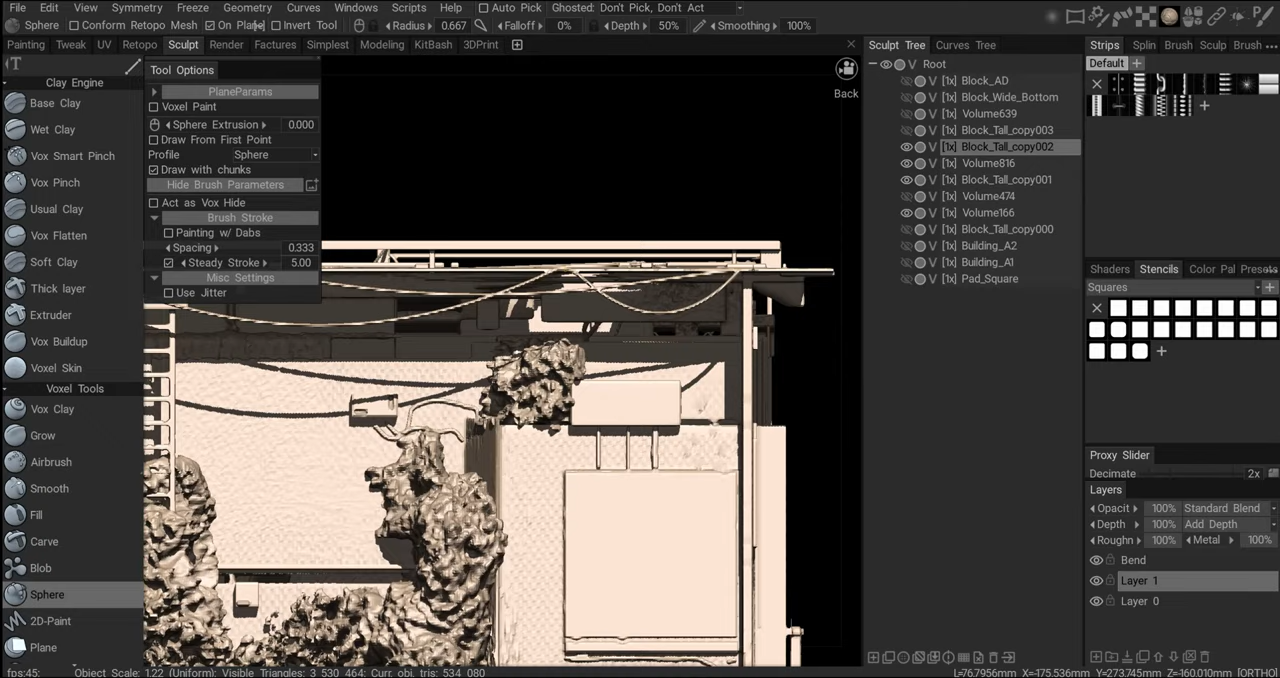 File Edit View Symmetry Freeze Geometry Curves Windows Scripts Help Auto Pick Geometry: Don't Pick, Don't Act
Sphere Conform Retopo Mesh Invert Tool Radius 0.667 Falloff 0% Depth 50% Smoothing 100%
Painting Tweak UV Retopo Sculpt Render Factures Simplest Modeling KitBash 3DPrint
Clay Engine
Base Clay
Wet Clay
Vox Smart Pinch
Vox Pinch
Usual Clay
Vox Flatten
Soft Clay
Thick layer
Extruder
Vox Buildup
Voxel Skin
Voxel Tools
Vox Clay
Grow
Airbrush
Smooth
Fill
Carve
Blob
Sphere
2D-Paint
Plane
Tool Options
PlaneParams
Voxel Paint
Sphere Extrusion 0.000
Draw From First Point
Profile Sphere
Draw with chunks
Hide Brush Parameters
Act as Vox Hide
Brush Stroke
Painting w/ Dabs
Spacing 0.333
Steady Stroke 5.00
Misc Settings
Use Jitter
Back
Sculpt Tree Curves Tree
V Root
V [1x] Block_AD
V [1x] Block_Wide_Bottom
V [1x] Volume639
V [1x] Block_Tall_copy003
V [1x] Block_Tall_copy002
V [1x] Volume816
V [1x] Block_Tall_copy001
V [1x] Volume474
V [1x] Volume166
V [1x] Block_Tall_copy000
V [1x] Building_A2
V [1x] Building_A1
V [1x] Pad_Square
Strips Splin Brush Sculp Brush
Default
Shaders Stencils Color Pal Presets
Squares
Proxy Slider
Decimate 2x
Layers
Opacit 100% Standard Blend
Depth 100% Add Depth
Roughn 100% Metal 100%
Bend
Layer 1
Layer 0
fps:45; Object Scale: 1.22 (Uniform) Visible Triangles: 3 530 464; Curr. obj. tris: 534 080
L=76.7956mm X=-175.536mm Y=273.745mm Z=-160.010mm [ORTHO]